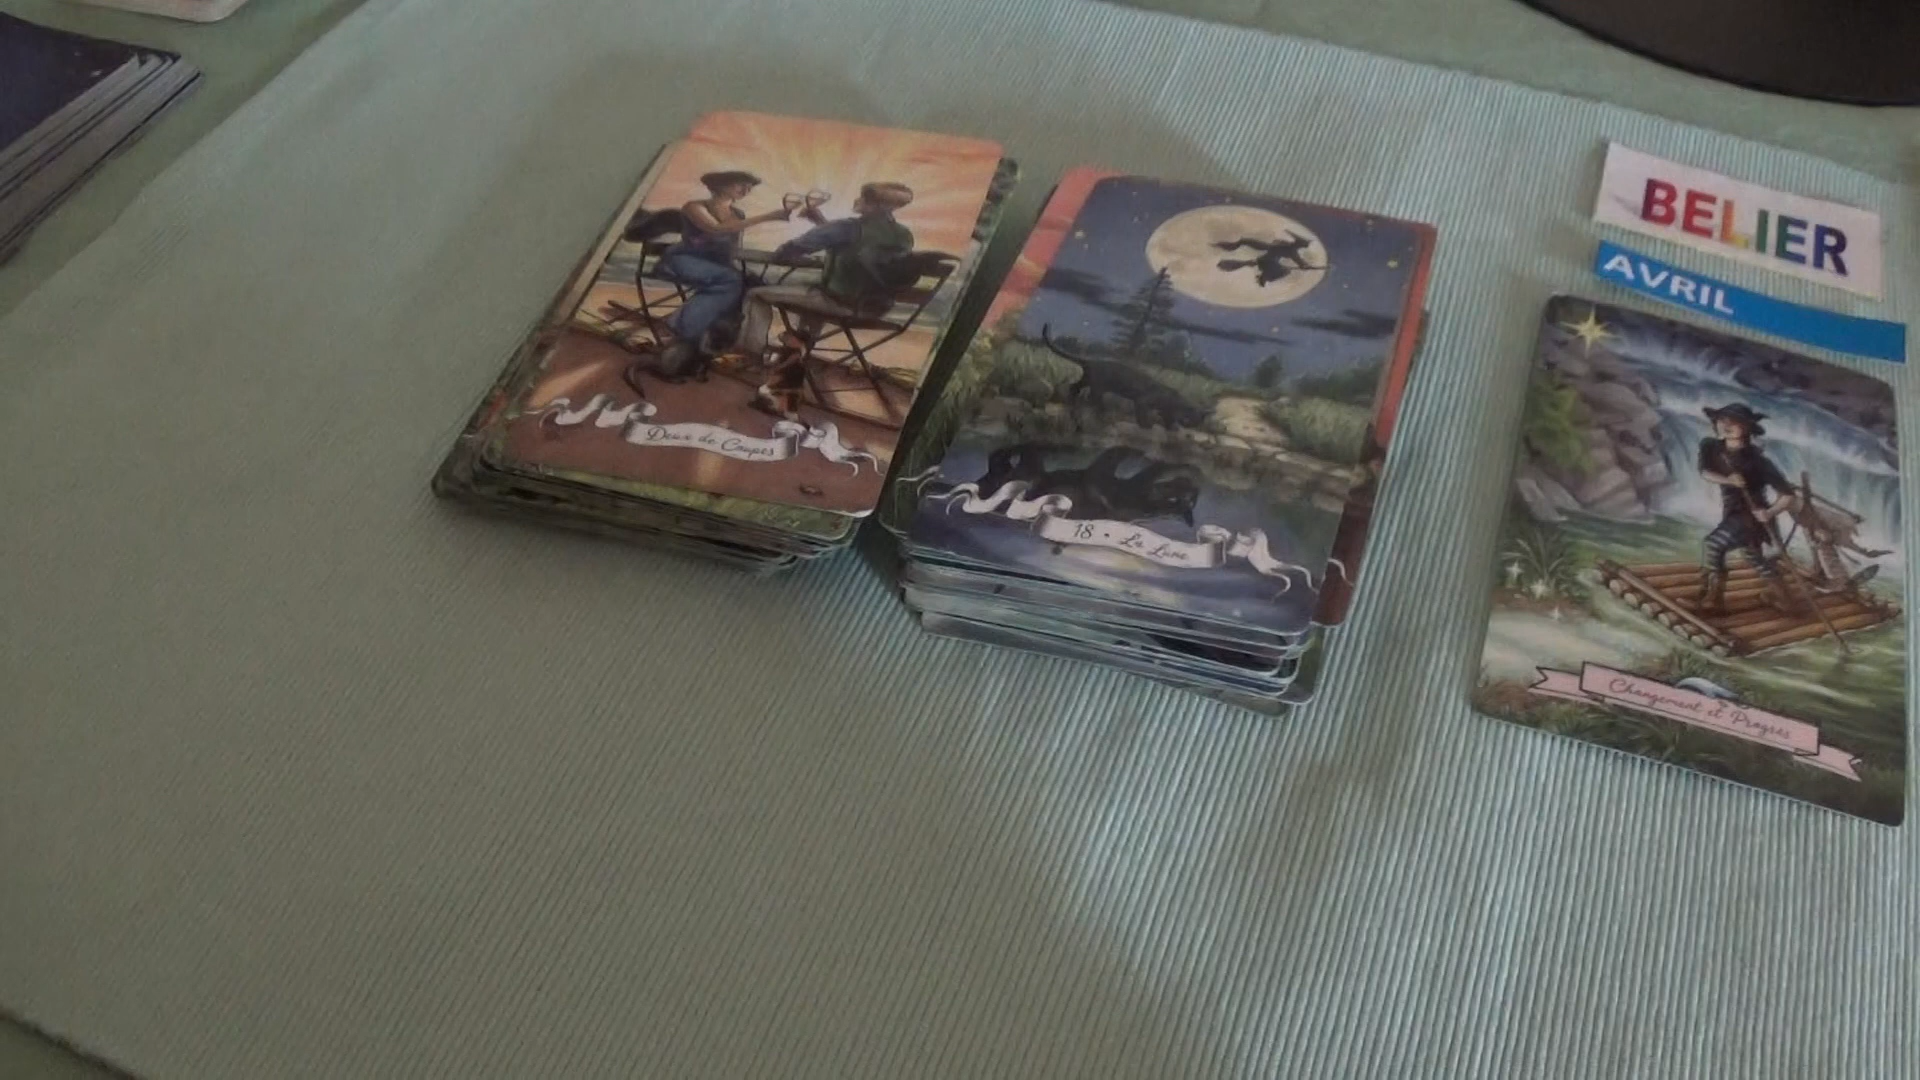 Deux de Coupes
18 • La Lune
BELIER
AVRIL
Changement et Progrès